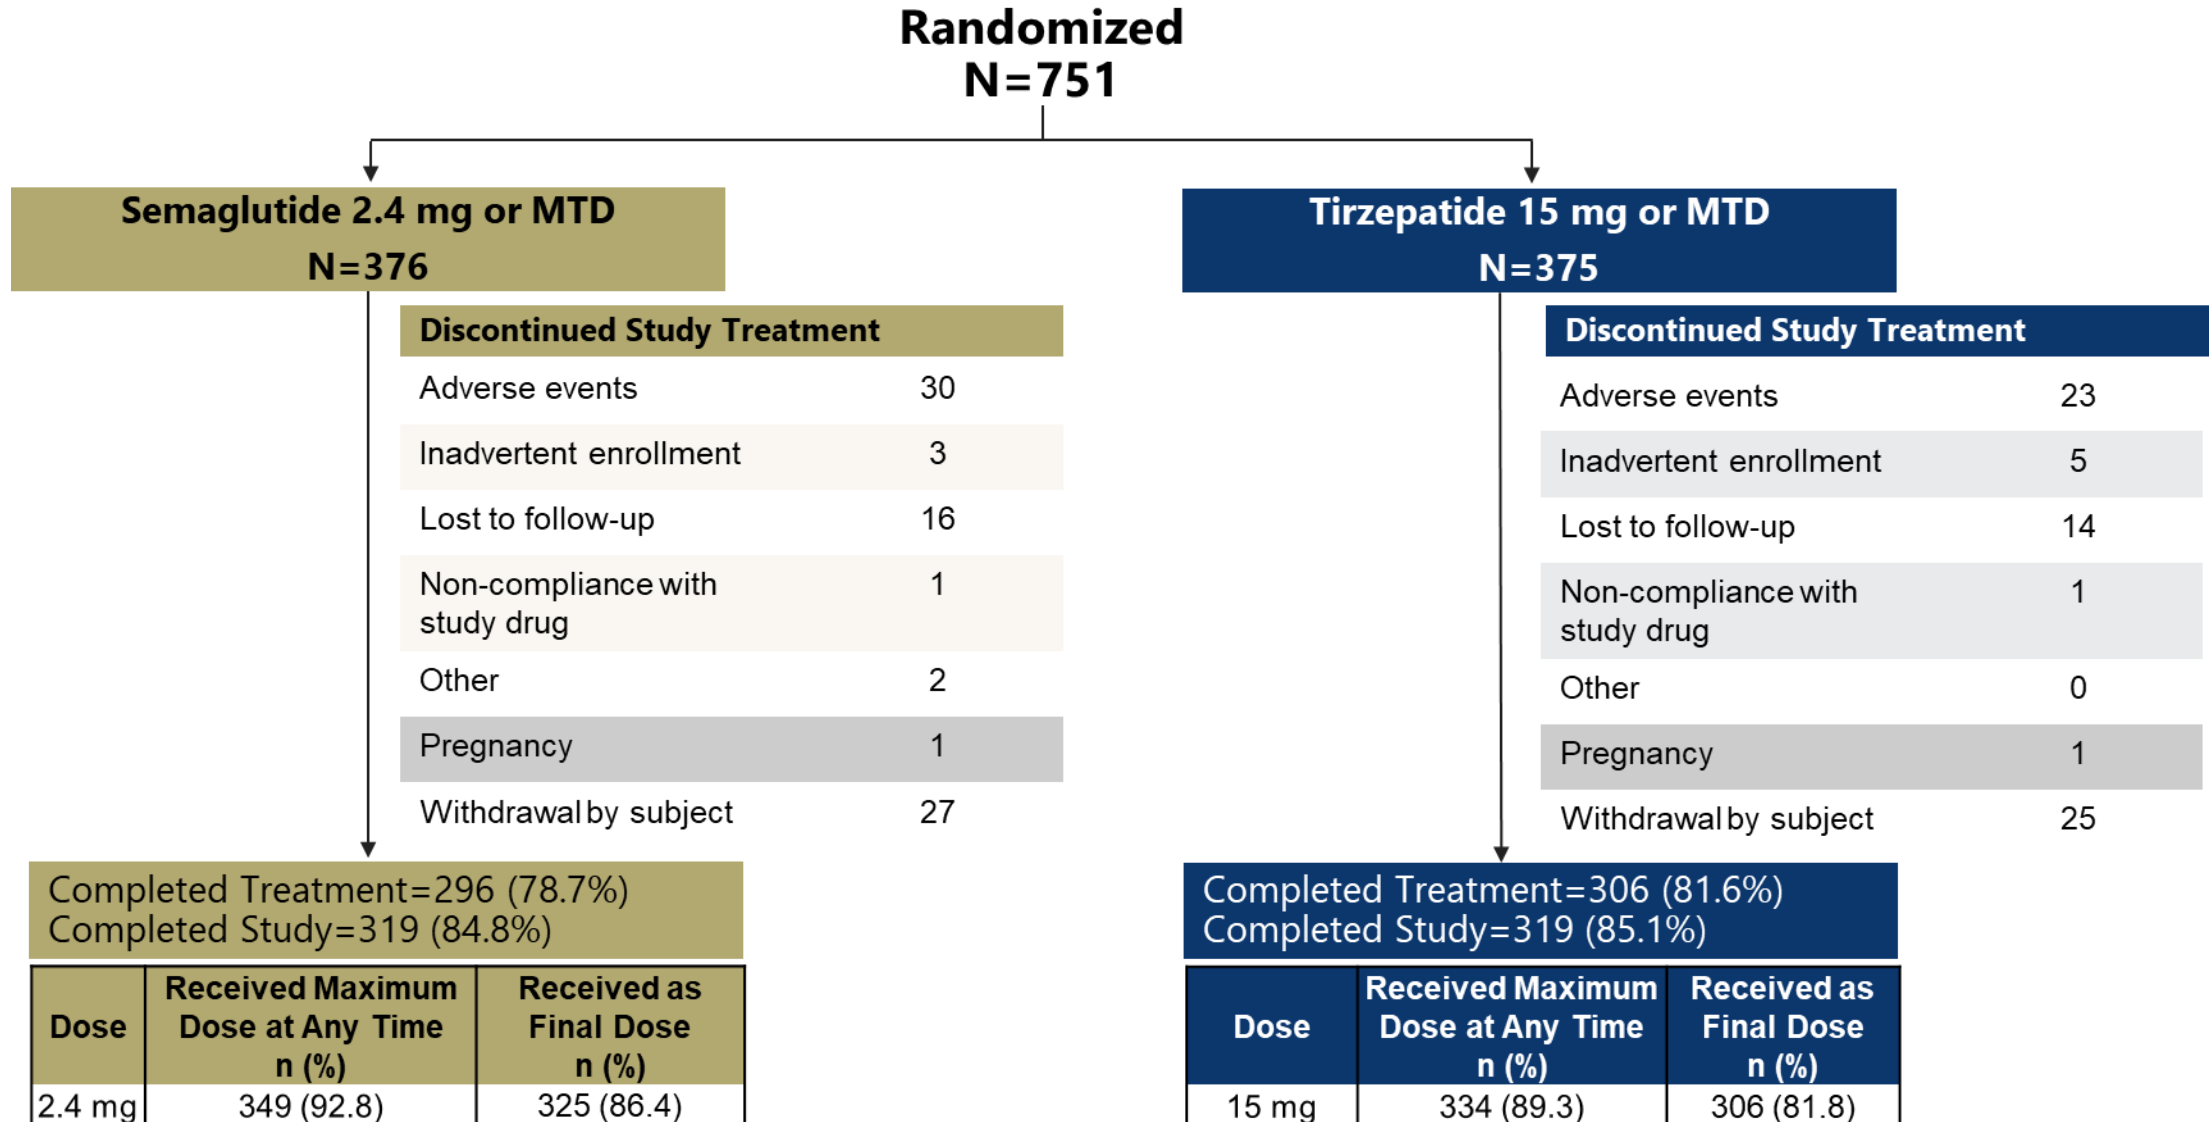 Randomized
N=751
Semaglutide 2.4 mg or MTD
N=376
Discontinued Study Treatment
Adverse events 30
Inadvertent enrollment 3
Lost to follow-up 16
Non-compliance with 1
study drug
Other 2
Pregnancy 1
Withdrawal by subject 27
Completed Treatment=296 (78.7%)
Completed Study=319 (84.8%)
Dose
Received Maximum
Dose at Any Time
n (%)
Received as
Final Dose
n (%)
2.4 mg 349 (92.8) 325 (86.4)
Tirzepatide 15 mg or MTD
N=375
Discontinued Study Treatment
Adverse events 23
Inadvertent enrollment 5
Lost to follow-up 14
Non-compliance with 1
study drug
Other 0
Pregnancy 1
Withdrawal by subject 25
Completed Treatment=306 (81.6%)
Completed Study=319 (85.1%)
Dose
Received Maximum
Dose at Any Time
n (%)
Received as
Final Dose
n (%)
15 mg 334 (89.3) 306 (81.8)